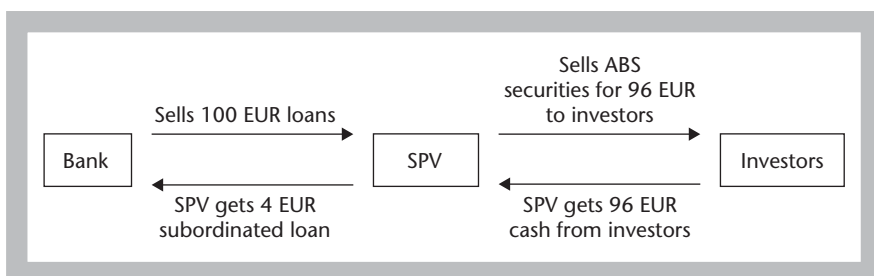 Sells ABS
securities for 96 EUR
to investors
Sells 100 EUR loans
Bank
SPV
Investors
SPV gets 4 EUR
subordinated loan
SPV gets 96 EUR
cash from investors